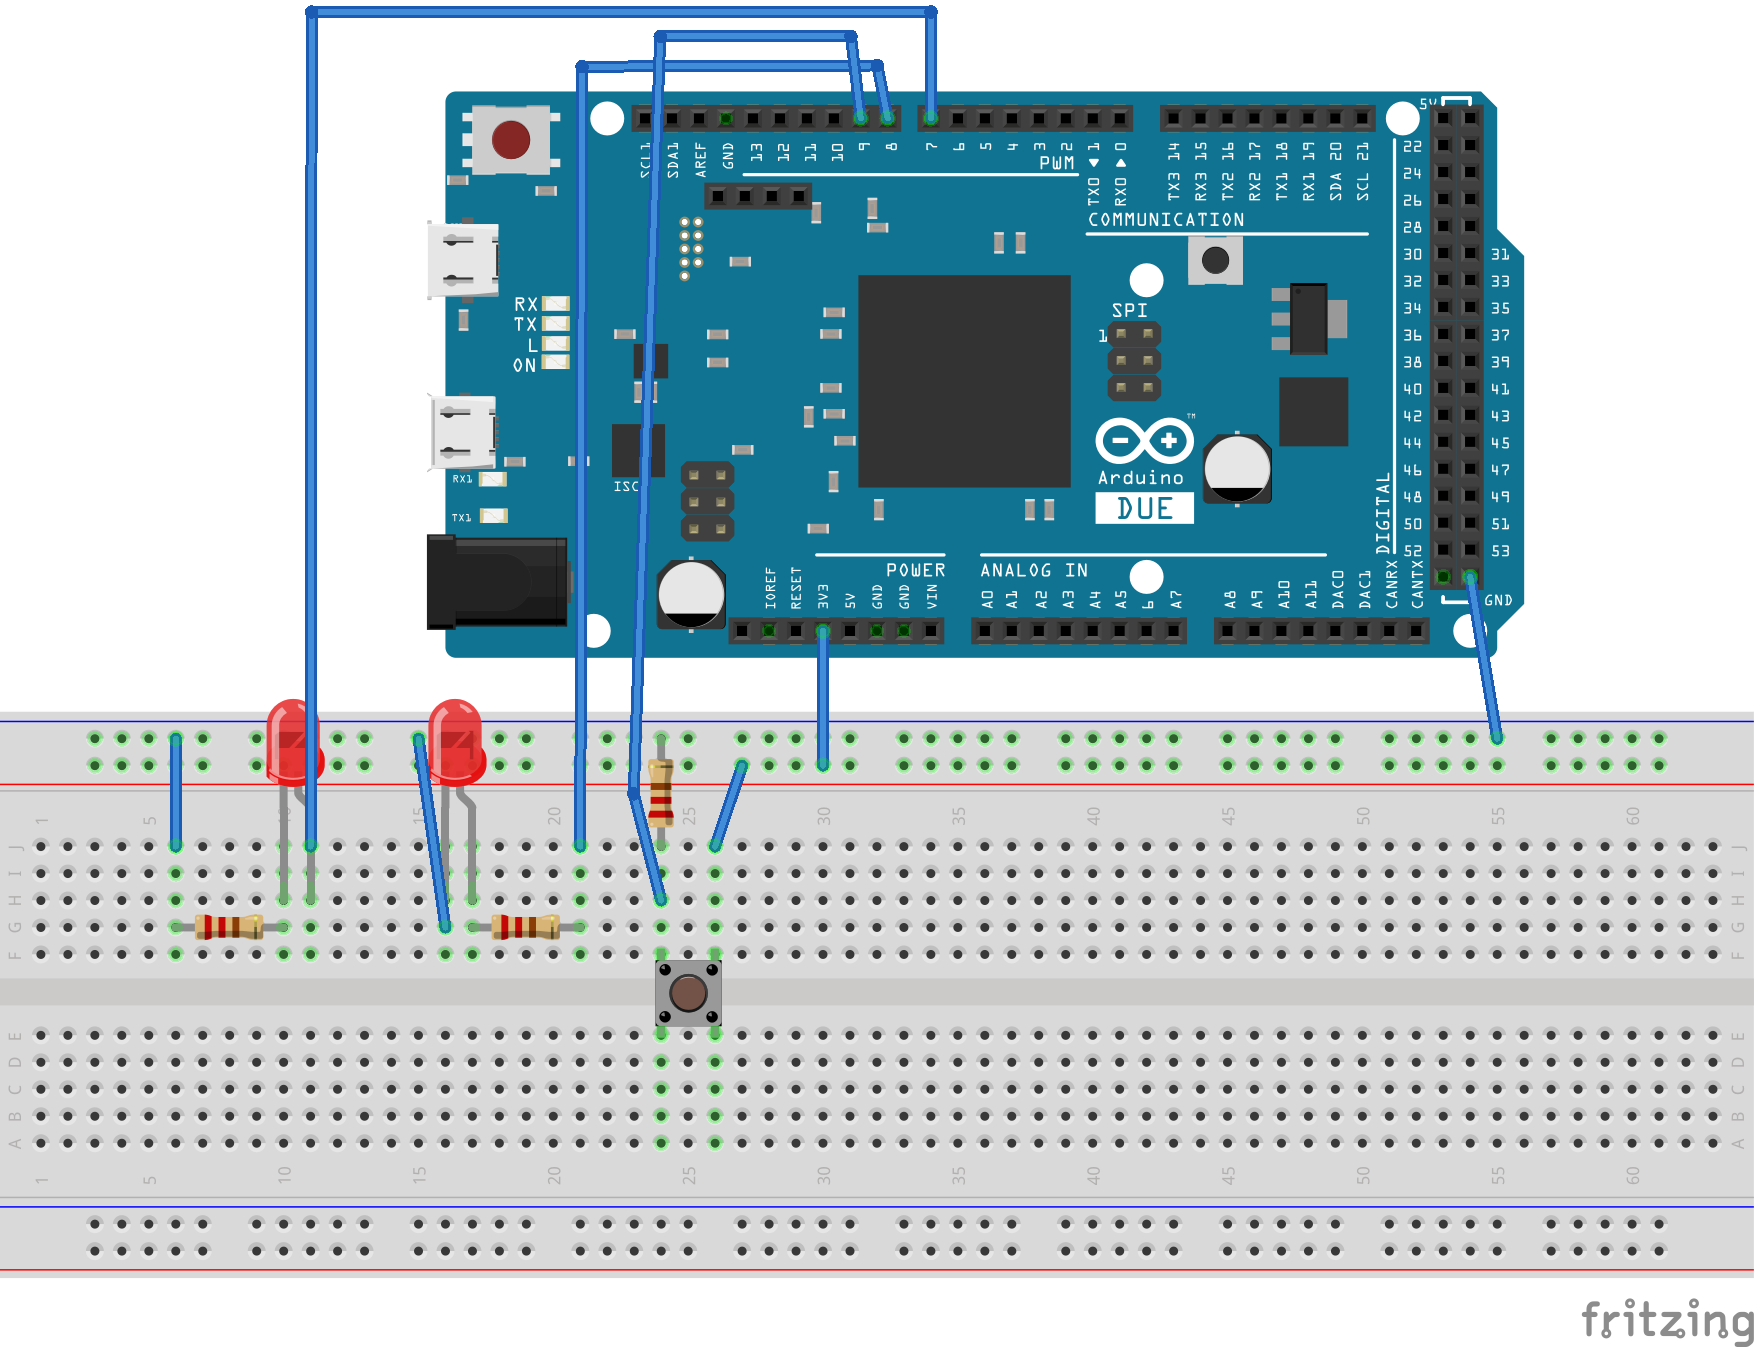 5V
SCL1 SDA1 AREF GND 13 12 11 10 9 8 7 6 5 4 3 2 TX0 ◄ 1 RX0 ► 0 TX3 14 RX3 15 TX2 16 RX2 17 TX1 18 RX1 19 SDA 20 SCL 21
PWM
COMMUNICATION
22
24
26
28
30 31
32 33
34 35
36 37
38 39
40 41
42 43
44 45
46 47
48 49
50 51
52 53
GND
DIGITAL
RX
TX
L
ON
SPI
1
RX1
TX1
Arduino
™
DUE
POWER
ANALOG IN
IOREF RESET 3V3 5V GND GND VIN A0 A1 A2 A3 A4 A5 6 A7 A8 A9 A10 A11 DAC0 DAC1 CANRX CANTX
1 5 10 15 20 25 30 35 40 45 50 55 60
J J
I I
H H
G G
F F
E E
D D
C C
B B
A A
1 5 10 15 20 25 30 35 40 45 50 55 60
fritzing